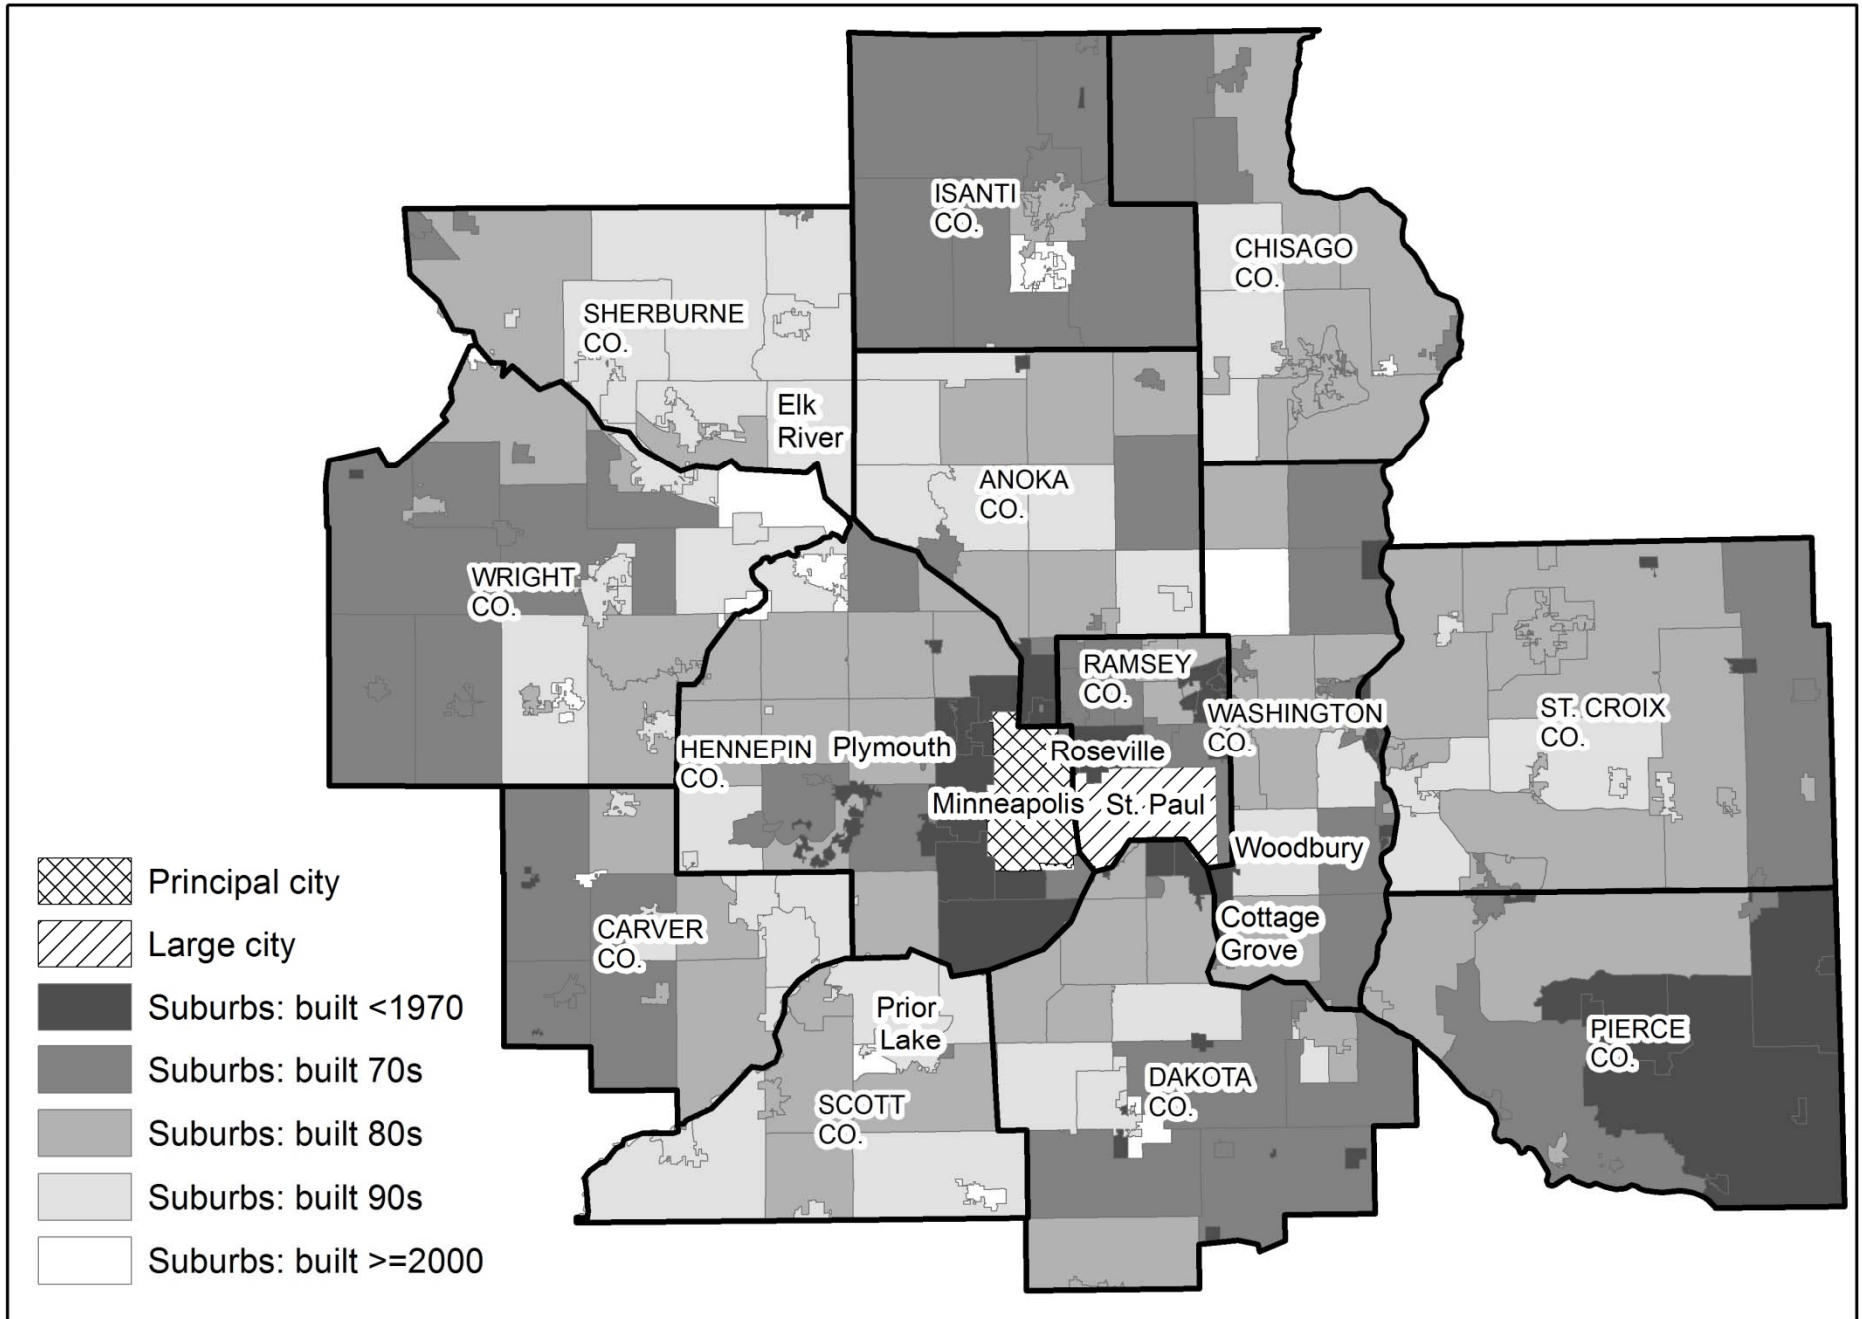 ISANTI
CO.
CHISAGO
CO.
SHERBURNE
CO.
Elk
River
ANOKA
CO.
WRIGHT
CO.
RAMSEY
CO.
WASHINGTON
CO.
ST. CROIX
CO.
HENNEPIN
CO.
Plymouth
Roseville
Minneapolis
St. Paul
Woodbury
CARVER
CO.
Cottage
Grove
Prior
Lake
PIERCE
CO.
DAKOTA
CO.
SCOTT
CO.
Principal city
Large city
Suburbs: built <1970
Suburbs: built 70s
Suburbs: built 80s
Suburbs: built 90s
Suburbs: built >=2000